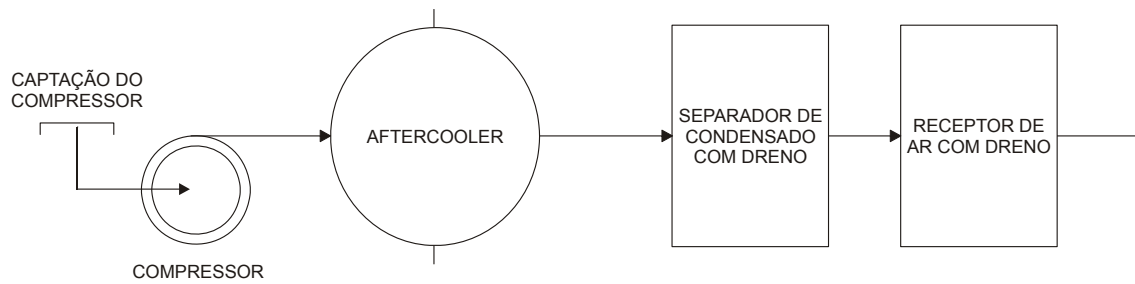 CAPTAÇÃO DO
COMPRESSOR
COMPRESSOR
AFTERCOOLER
SEPARADOR DE
CONDENSADO
COM DRENO
RECEPTOR DE
AR COM DRENO